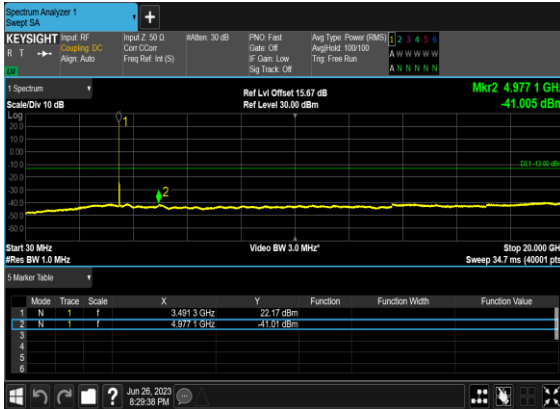 Spectrum Analyzer 1
Swept SA
+
KEYSIGHT Input: RF Input Z: 50 Ω #Atten: 30 dB PNO: Fast Avg Type: Power (RMS) 1 2 3 4 5 6
R T Coupling: DC Corr CCorr Gate: Off Avg|Hold: 100/100 A W W W W W
Align: Auto Freq Ref: Int (S) IF Gain: Low Trig: Free Run
Sig Track: Off A N N N N N
1 Spectrum Ref Lvl Offset 15.67 dB Mkr2 4.977 1 GHz
Scale/Div 10 dB Ref Level 30.00 dBm -41.005 dBm
Log
20.0
10.0
0.00
-10.0
-20.0
-30.0
-40.0
-50.0
-60.0
1
2
DL1 -13.00 dBm
Start 30 MHz Video BW 3.0 MHz* Stop 20.000 GHz
#Res BW 1.0 MHz Sweep 34.7 ms (40001 pts)
5 Marker Table
Mode Trace Scale X Y Function Function Width Function Value
1 N 1 f 3.491 3 GHz 22.17 dBm
2 N 1 f 4.977 1 GHz -41.01 dBm
3
4
5
6
? Jun 26, 2023
8:29:38 PM